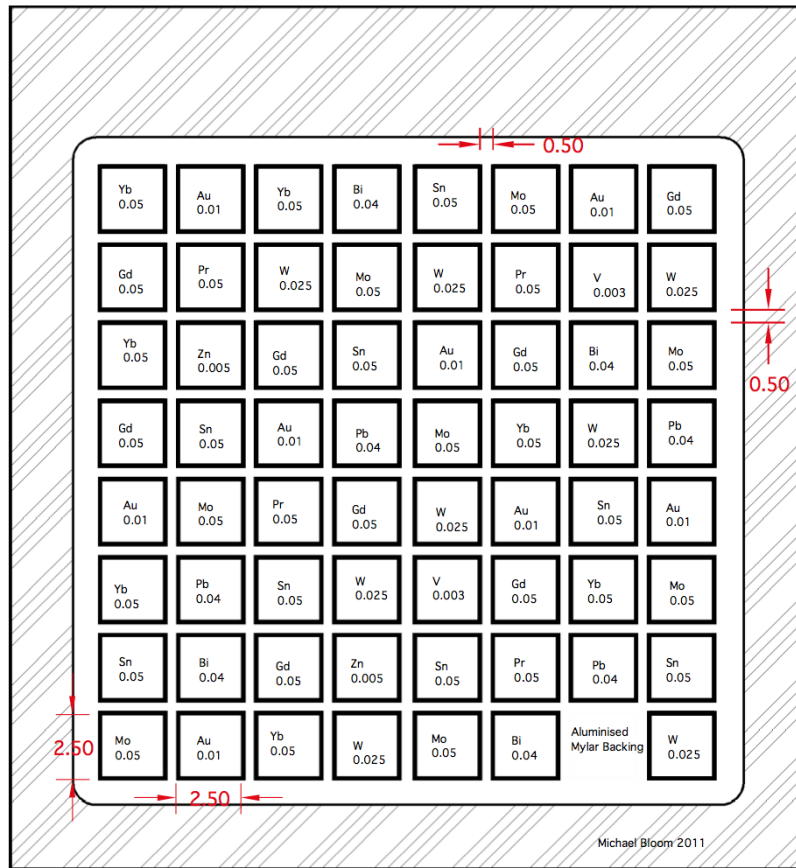 0.50
Yb Au Yb Bi Sn Mo Au Gd
0.05 0.01 0.05 0.04 0.05 0.05 0.01 0.05
Gd Pr W Mo W Pr V W
0.05 0.05 0.025 0.05 0.025 0.05 0.003 0.025
Yb Zn Gd Sn Au Gd Bi Mo
0.05 0.005 0.05 0.05 0.01 0.05 0.04 0.05
0.50
Gd Sn Au Pb Mo Yb W Pb
0.05 0.05 0.01 0.04 0.05 0.05 0.025 0.04
Au Mo Pr Gd W Au Sn Au
0.01 0.05 0.05 0.05 0.025 0.01 0.05 0.01
Yb Pb Sn W V Gd Yb Mo
0.05 0.04 0.05 0.025 0.003 0.05 0.05 0.05
Sn Bi Gd Zn Sn Pr Pb Sn
0.05 0.04 0.05 0.005 0.05 0.05 0.04 0.05
Mo Au Yb W Mo Bi Aluminised W
0.05 0.01 0.05 0.025 0.05 0.04 Mylar Backing 0.025
2.50
2.50
Michael Bloom 2011